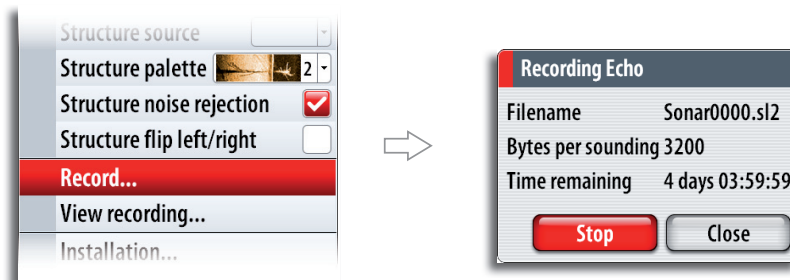 Structure source
Structure palette 2
Structure noise rejection
Structure flip left/right
Record...
View recording...
Installation...
Recording Echo
Filename Sonar0000.sl2
Bytes per sounding 3200
Time remaining 4 days 03:59:59
Stop Close